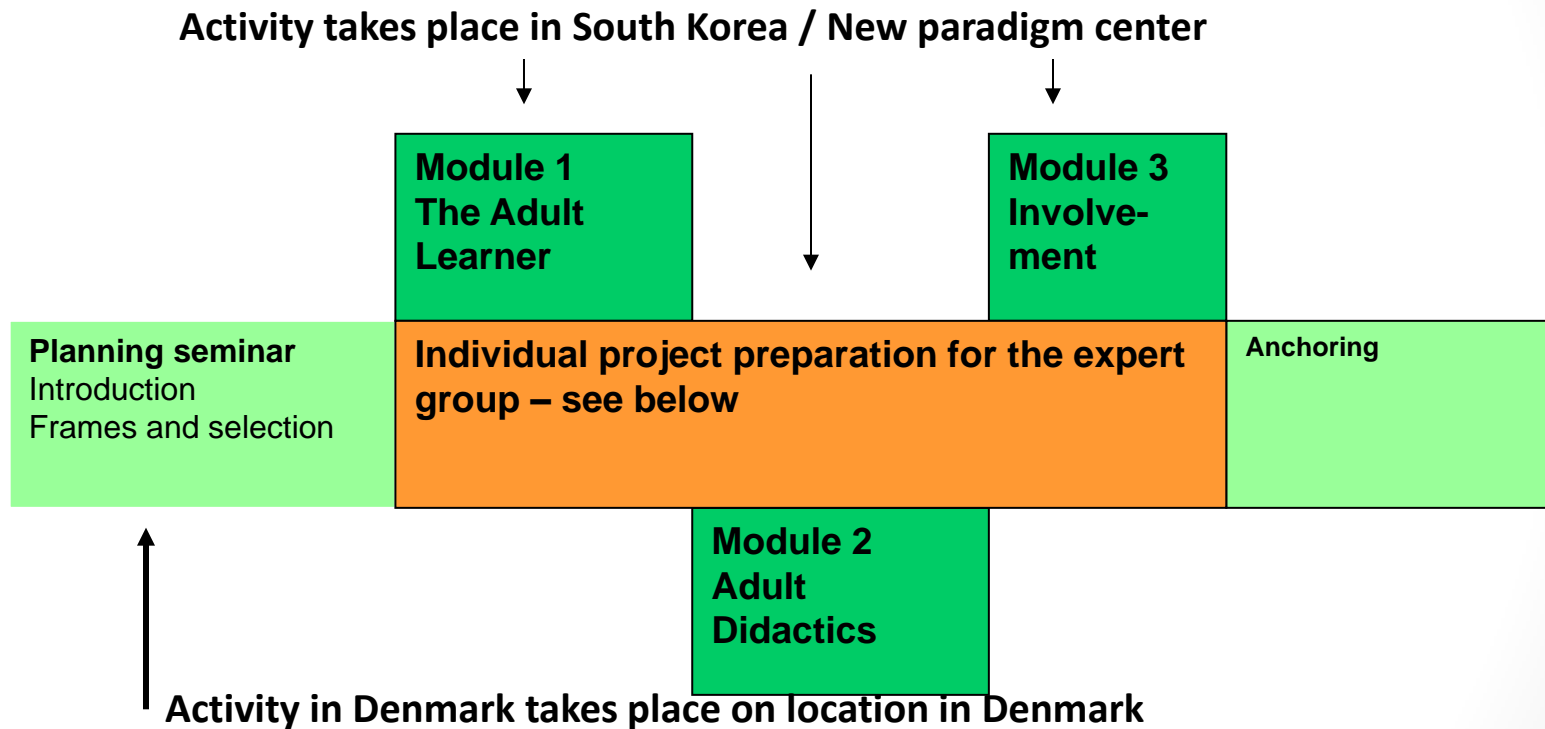 Activity takes place in South Korea / New paradigm center
Module 1
The Adult
Learner
Module 3
Involve-
ment
Planning seminar
Introduction
Frames and selection
Individual project preparation for the expert
group – see below
Anchoring
Module 2
Adult
Didactics
Activity in Denmark takes place on location in Denmark